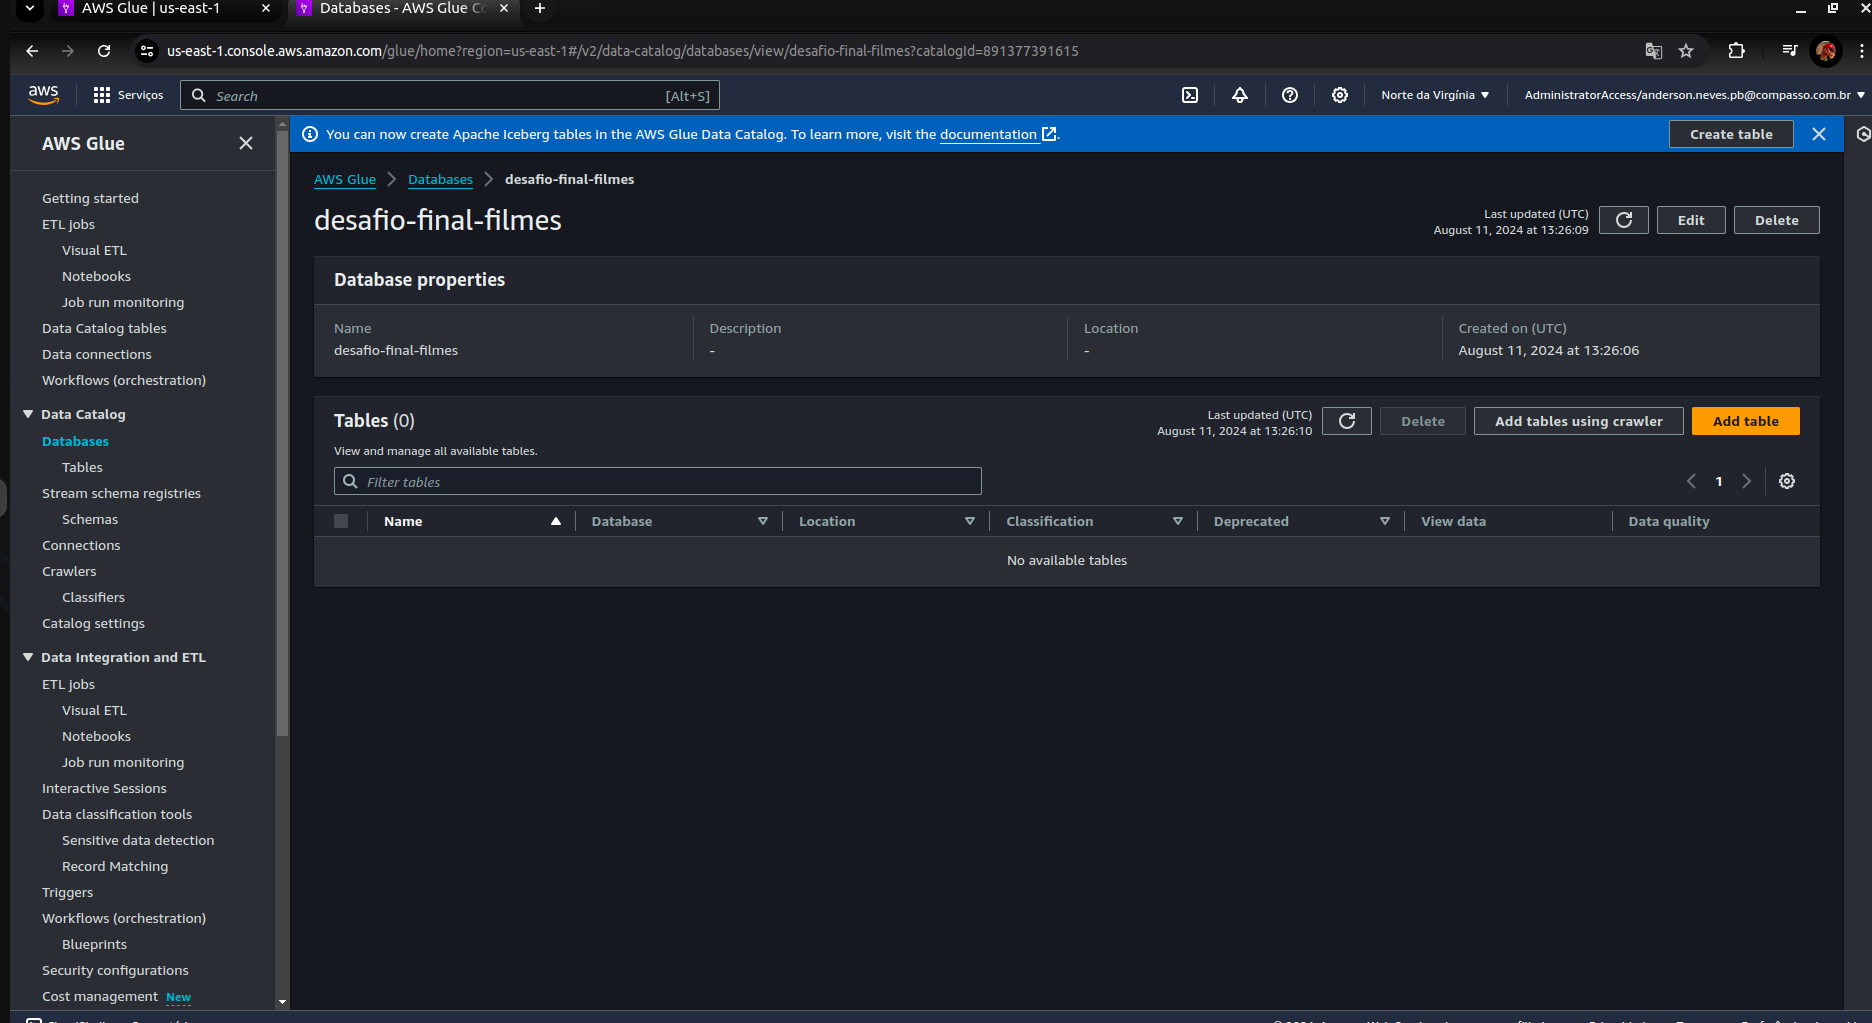 AWS Glue | us-east-1
Databases - AWS Glue Co
us-east-1.console.aws.amazon.com/glue/home?region=us-east-1#/v2/data-catalog/databases/view/desafio-final-filmes?catalogId=891377391615
aws
Serviços
Search
[Alt+S]
Norte da Virgínia
AdministratorAccess/anderson.neves.pb@compasso.com.br
AWS Glue
Getting started
ETL jobs
Visual ETL
Notebooks
Job run monitoring
Data Catalog tables
Data connections
Workflows (orchestration)
Data Catalog
Databases
Tables
Stream schema registries
Schemas
Connections
Crawlers
Classifiers
Catalog settings
Data Integration and ETL
ETL jobs
Visual ETL
Notebooks
Job run monitoring
Interactive Sessions
Data classification tools
Sensitive data detection
Record Matching
Triggers
Workflows (orchestration)
Blueprints
Security configurations
Cost management New
You can now create Apache Iceberg tables in the AWS Glue Data Catalog. To learn more, visit the documentation.
Create table
AWS Glue > Databases > desafio-final-filmes
desafio-final-filmes
Last updated (UTC)
August 11, 2024 at 13:26:09
Edit
Delete
Database properties
Name
desafio-final-filmes
Description
-
Location
-
Created on (UTC)
August 11, 2024 at 13:26:06
Tables (0)
Last updated (UTC)
August 11, 2024 at 13:26:10
Delete
Add tables using crawler
Add table
View and manage all available tables.
Filter tables
1
Name
Database
Location
Classification
Deprecated
View data
Data quality
No available tables